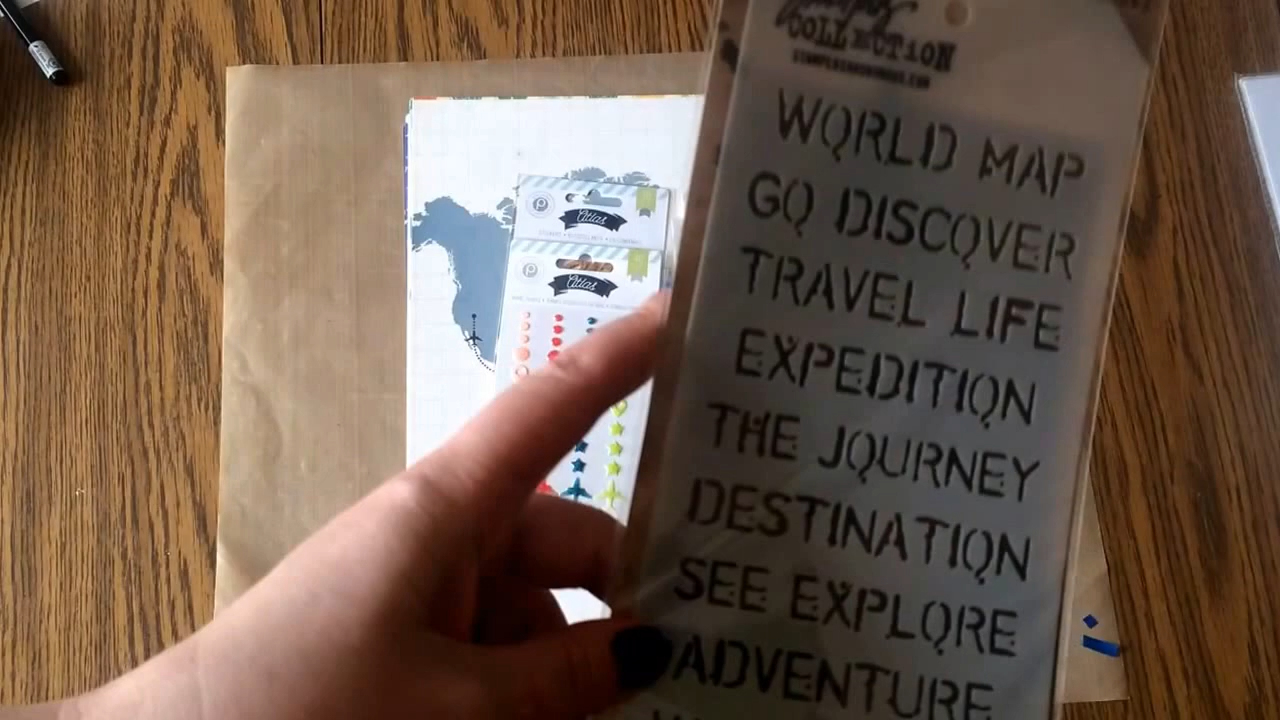 COLLECTION
WORLD MAP
GO DISCOVER
TRAVEL LIFE
EXPEDITION
THE JOURNEY
DESTINATION
SEE EXPLORE
ADVENTURE
Atlas
Atlas